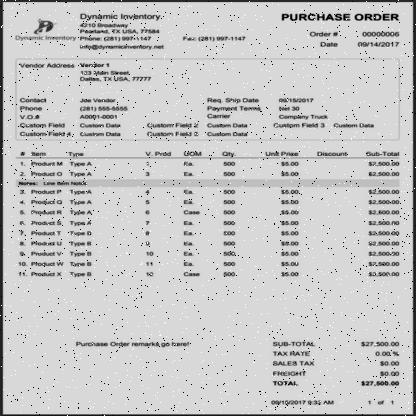 Dynamic Inventory
Dynamic Inventory.
4210 Broadway
Pearland, TX USA, 77584
Phone: (281) 997-1147 Fax: (281) 997-1147
info@dynamicinventory.net
PURCHASE ORDER
Order # 00000006
Date 09/14/2017
Vendor Address Vendor 1
123 Main Street,
Dallas, TX USA, 77777
Contact Joe Vendor Req. Ship Date 09/15/2017
Phone (281) 555-5555 Payment Terms Net 30
V.O.# A0001-0001 Carrier Company Truck
Custom Field Custom Data Custom Field 2 Custom Data Custom Field 3 Custom Data
Custom Field 4 Custom Data Custom Field Custom Data
# Item Type V. Prod UOM Qty. Unit Price Discount Sub-Total
1. Product M Type A Ea. 500 $5.00 $2,500.00
2. Product O Type A 3 Ea. 500 $5.00 $2,500.00
Notes: Line Item Notes
3. Product P Type A 4 Ea. 500 $5.00 $2,500.00
4. Product Q Type A 5 Ea. 500 $5.00 $2,500.00
5. Product R Type A 6 Case 500 $5.00 $2,500.00
6. Product S Type A 7 Ea. 500 $5.00 $2,500.00
7. Product T Type B 8 Ea. 500 $5.00 $2,500.00
8. Product U Type B Ea. 500 $5.00 $2,500.00
9. Product V Type B 10 Ea. 500 $5.00 $2,500.00
10. Product W Type B 11 Ea. 500 $5.00 $2,500.00
11. Product X Type B Case 500 $5.00 $2,500.00
Purchase Order remarks go here!
SUB-TOTAL $27,500.00
TAX RATE 0.00 %
SALES TAX $0.00
FREIGHT $0.00
TOTAL $27,500.00
1 of 1